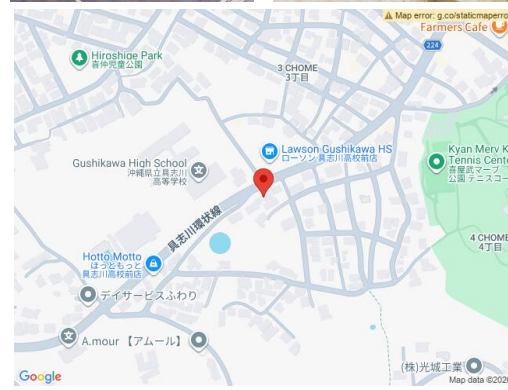 Map error: g.co/staticmaperro
Farmers Cafe
224
Hiroshige Park
喜仲児童公園
3 CHOME
3丁目
Lawson Gushikawa HS
ローソン 具志川高校前店
Gushikawa High School
沖縄県立具志川
高等学校
Kyan Merv K
Tennis Cente
喜屋武マーブ
公園 テニスコー
具志川環状線
4 CHOME
4丁目
Hotto Motto
ほっともっと
具志川高校前店
デイサービスふわり
A.mour 【アムール】
(株)光城工業
Google
Map data ©202